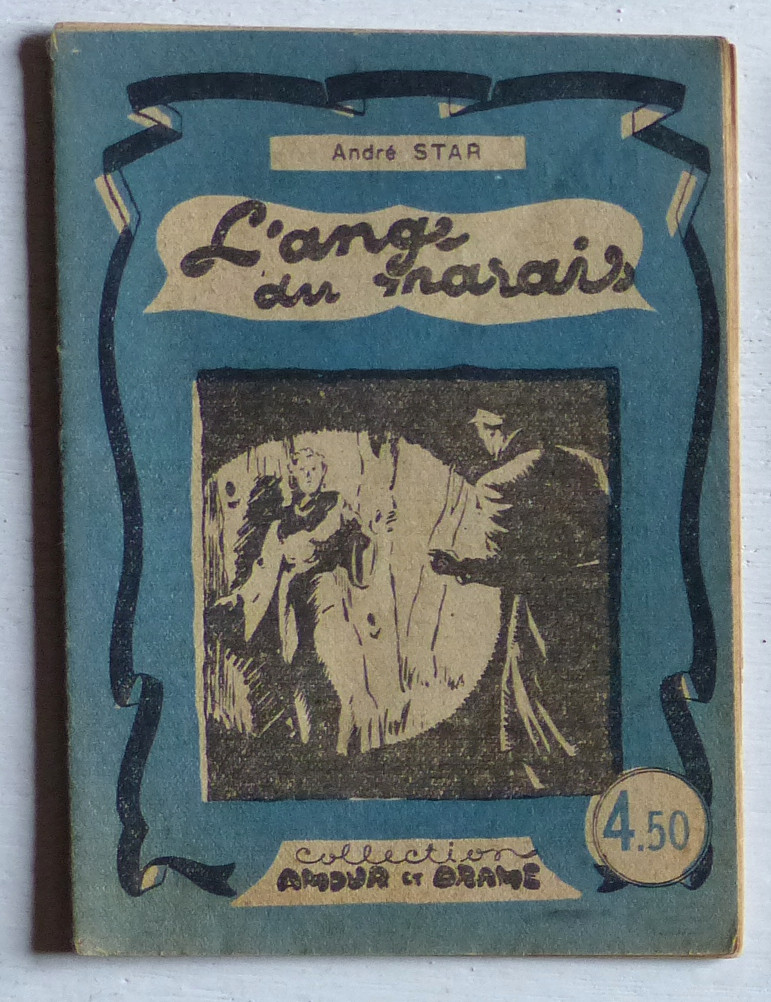 André STAR
L'ange
du marais
4.50
collection
AMOUR ET DRAME